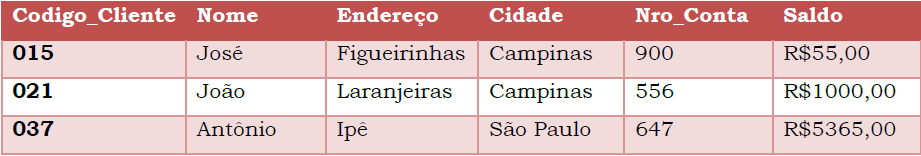 Codigo_Cliente Nome Endereço Cidade Nro_Conta Saldo
015 José Figueirinhas Campinas 900 R$55,00
021 João Laranjeiras Campinas 556 R$1000,00
037 Antônio Ipê São Paulo 647 R$5365,00